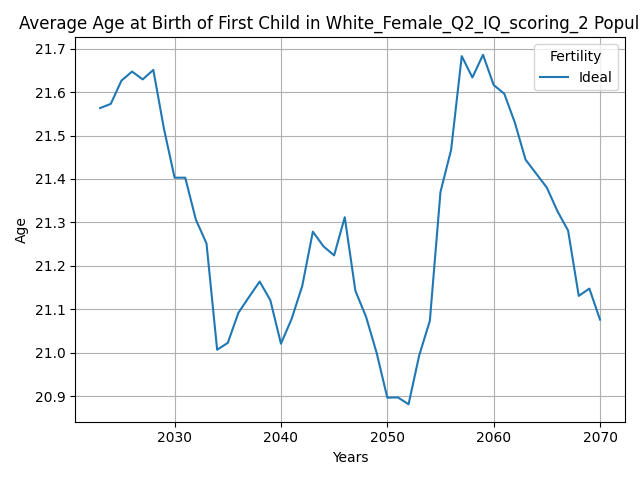 Average Age at Birth of First Child in White_Female_Q2_IQ_scoring_2 Popul
Fertility
Ideal
21.7
21.6
21.5
21.4
21.3
21.2
21.1
21.0
20.9
Age
2030 2040 2050 2060 2070
Years